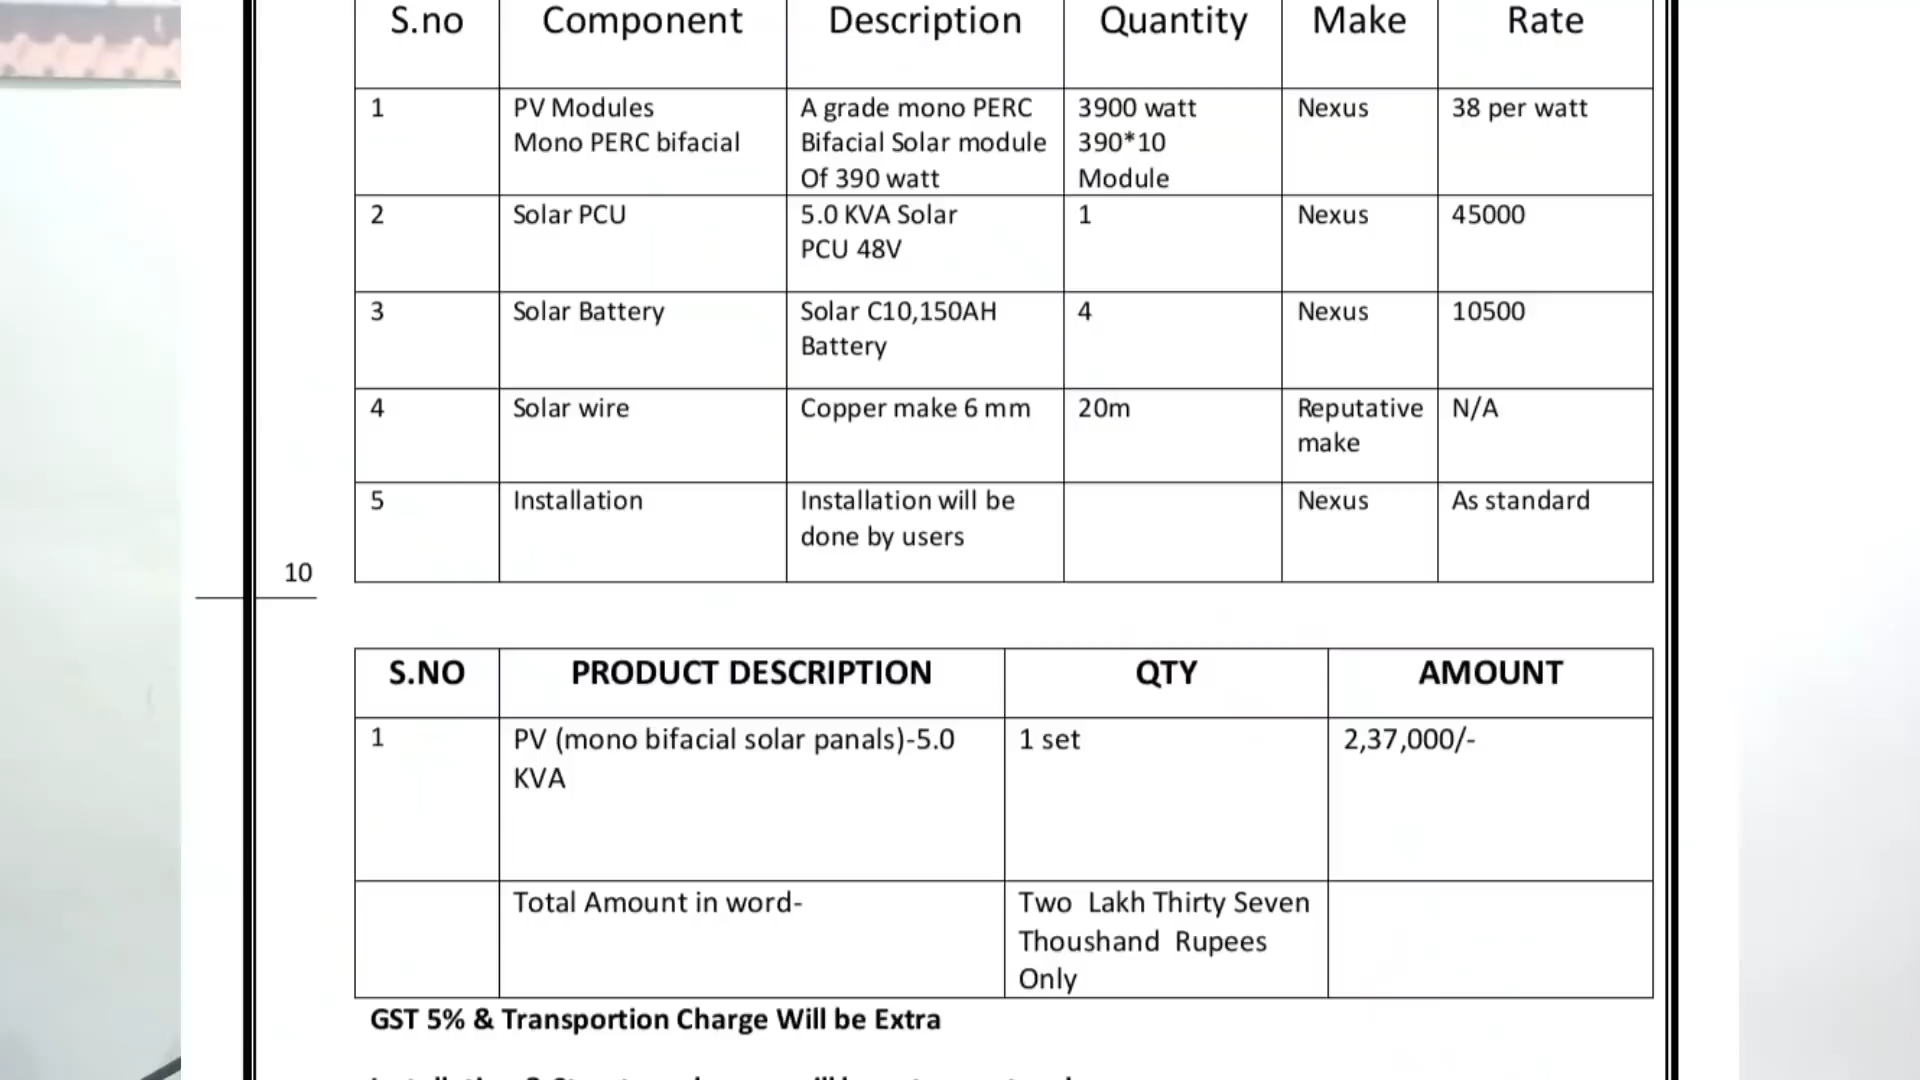 S.no Component Description Quantity Make Rate
1 PV Modules A grade mono PERC 3900 watt Nexus 38 per watt
Mono PERC bifacial Bifacial Solar module 390*10
Of 390 watt Module
2 Solar PCU 5.0 KVA Solar 1 Nexus 45000
PCU 48V
3 Solar Battery Solar C10,150AH 4 Nexus 10500
Battery
4 Solar wire Copper make 6 mm 20m Reputative N/A
make
5 Installation Installation will be Nexus As standard
done by users
10
S.NO PRODUCT DESCRIPTION QTY AMOUNT
1 PV (mono bifacial solar panals)-5.0 1 set 2,37,000/-
KVA
Total Amount in word- Two Lakh Thirty Seven
Thoushand Rupees
Only
GST 5% & Transportion Charge Will be Extra